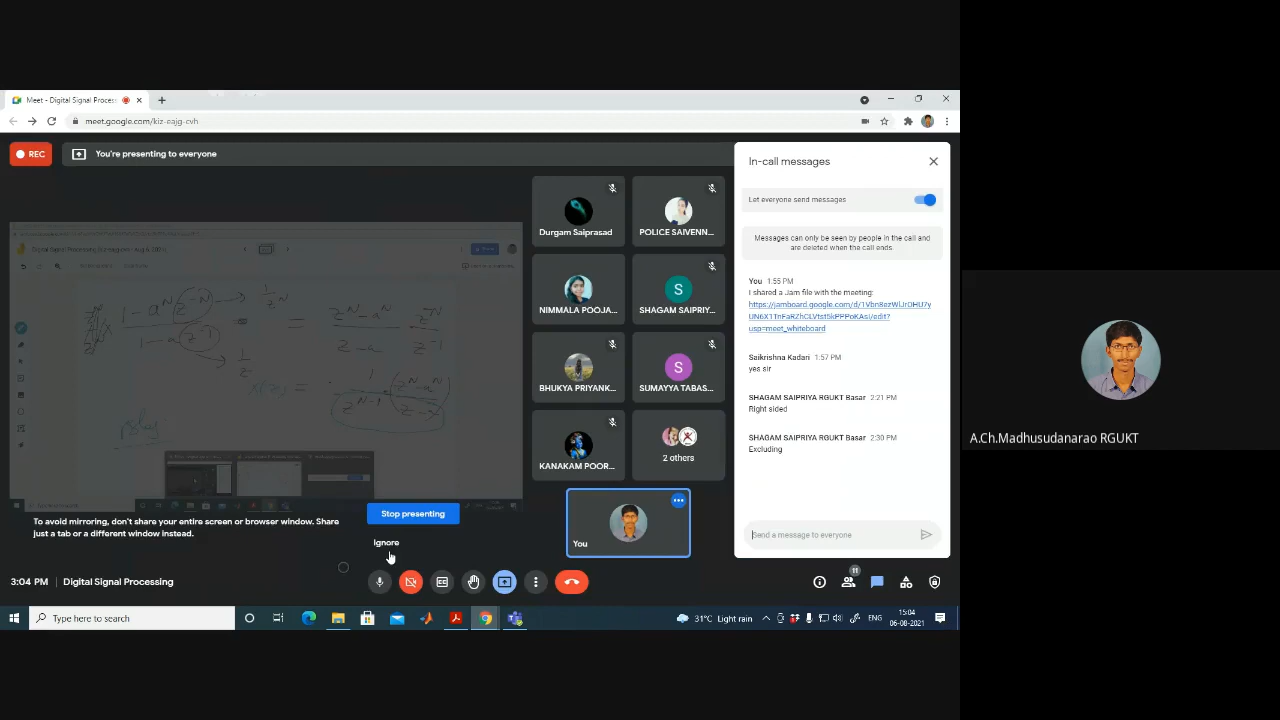 Meet - Digital Signal Process
meet.google.com/kiz-eajg-cvh
REC
You're presenting to everyone
In-call messages
Let everyone send messages
Messages can only be seen by people in the call and
are deleted when the call ends
You 1:55 PM
I shared a Jam file with the meeting:
usp=meet_whiteboard
Saikrishna Kadari 1:57 PM
yes sir
SHAGAM SAIPRIYA RGUKT Basar 2:21 PM
Right sided
SHAGAM SAIPRIYA RGUKT Basar 2:30 PM
Excluding
Send a message to everyone
Durgam Saiprasad
POLICE SAIVENN...
NIMMALA POOJA...
SHAGAM SAIPRIY...
BHUKYA PRIYANK...
SUMAYYA TABAS...
KANAKAM POOR...
2 others
You
To avoid mirroring, don't share your entire screen or browser window. Share
just a tab or a different window instead.
Stop presenting
Ignore
3:04 PM Digital Signal Processing
11
Type here to search
31°C Light rain
ENG
15:04
06-08-2021
A.Ch.Madhusudanarao RGUKT